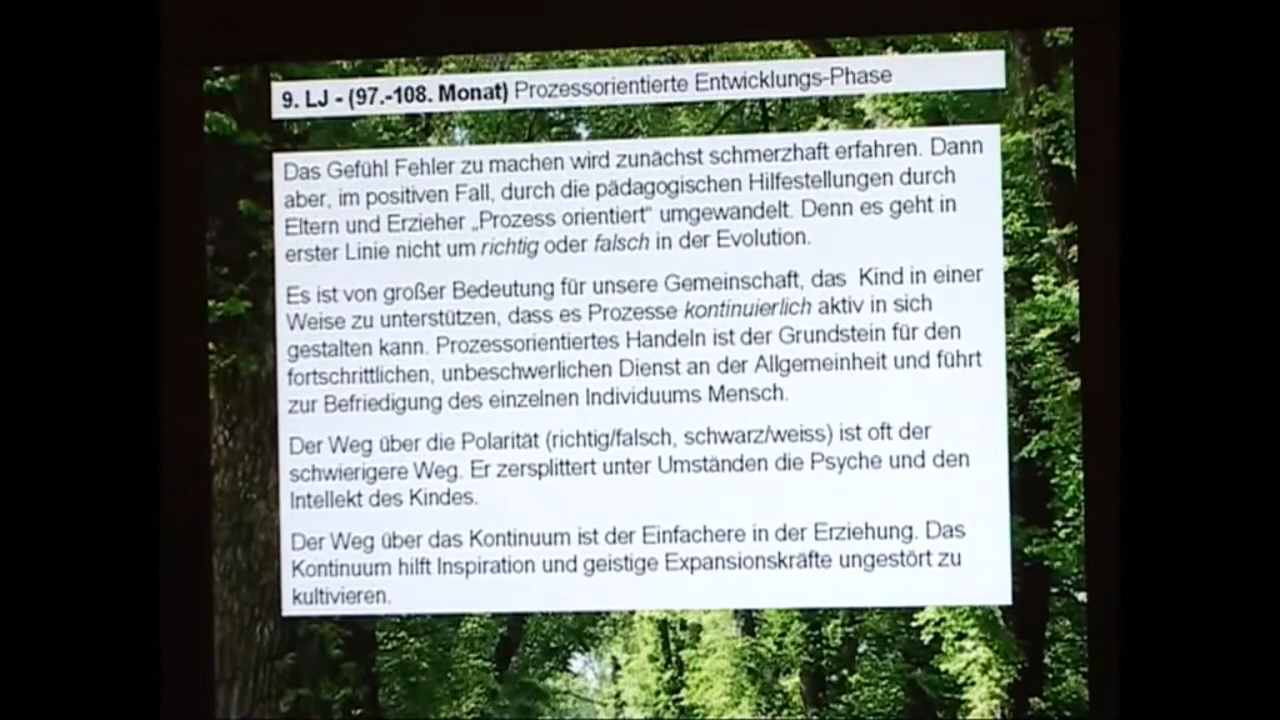 9. LJ - (97.-108. Monat) Prozessorientierte Entwicklungs-Phase
Das Gefühl Fehler zu machen wird zunächst schmerzhaft erfahren. Dann
aber, im positiven Fall, durch die pädagogischen Hilfestellungen durch
Eltern und Erzieher „Prozess orientiert“ umgewandelt. Denn es geht in
erster Linie nicht um richtig oder falsch in der Evolution.
Es ist von großer Bedeutung für unsere Gemeinschaft, das Kind in einer
Weise zu unterstützen, dass es Prozesse kontinuierlich aktiv in sich
gestalten kann. Prozessorientiertes Handeln ist der Grundstein für den
fortschrittlichen, unbeschwerlichen Dienst an der Allgemeinheit und führt
zur Befriedigung des einzelnen Individuums Mensch.
Der Weg über die Polarität (richtig/falsch, schwarz/weiss) ist oft der
schwierigere Weg. Er zersplittert unter Umständen die Psyche und den
Intellekt des Kindes.
Der Weg über das Kontinuum ist der Einfachere in der Erziehung. Das
Kontinuum hilft Inspiration und geistige Expansionskräfte ungestört zu
kultivieren.